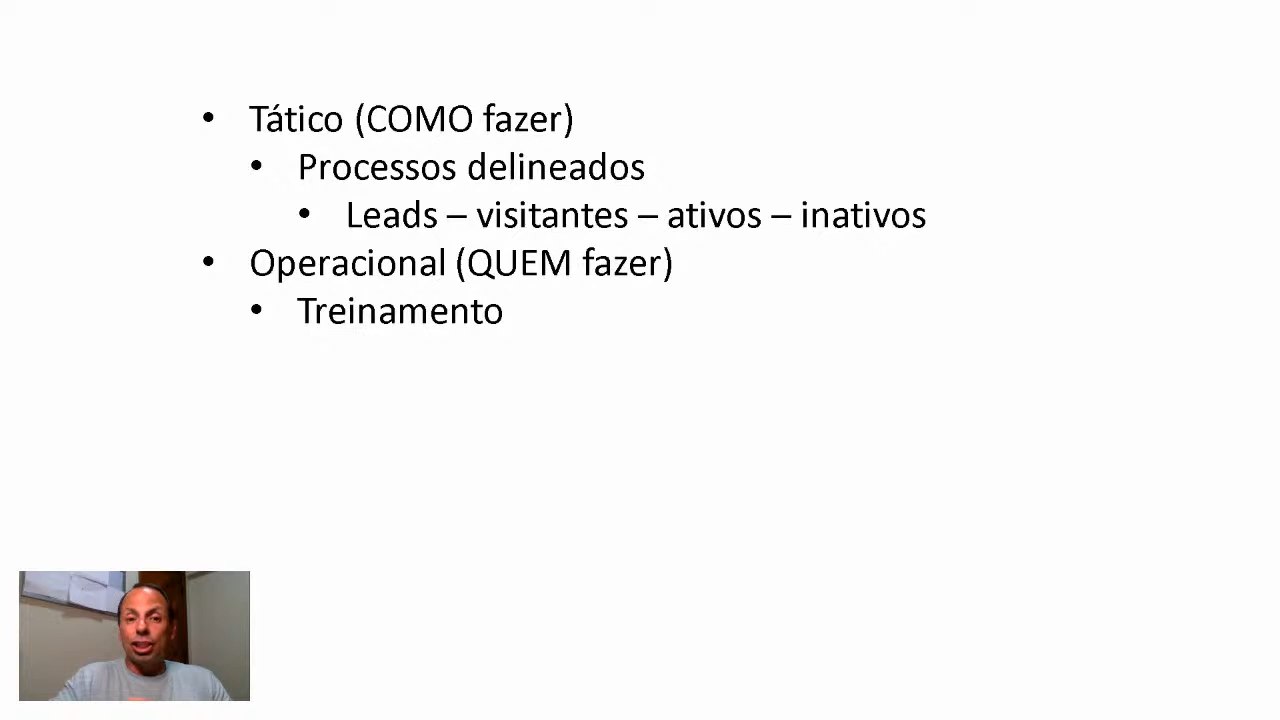 • Tático (COMO fazer)
• Processos delineados
• Leads – visitantes – ativos – inativos
• Operacional (QUEM fazer)
• Treinamento